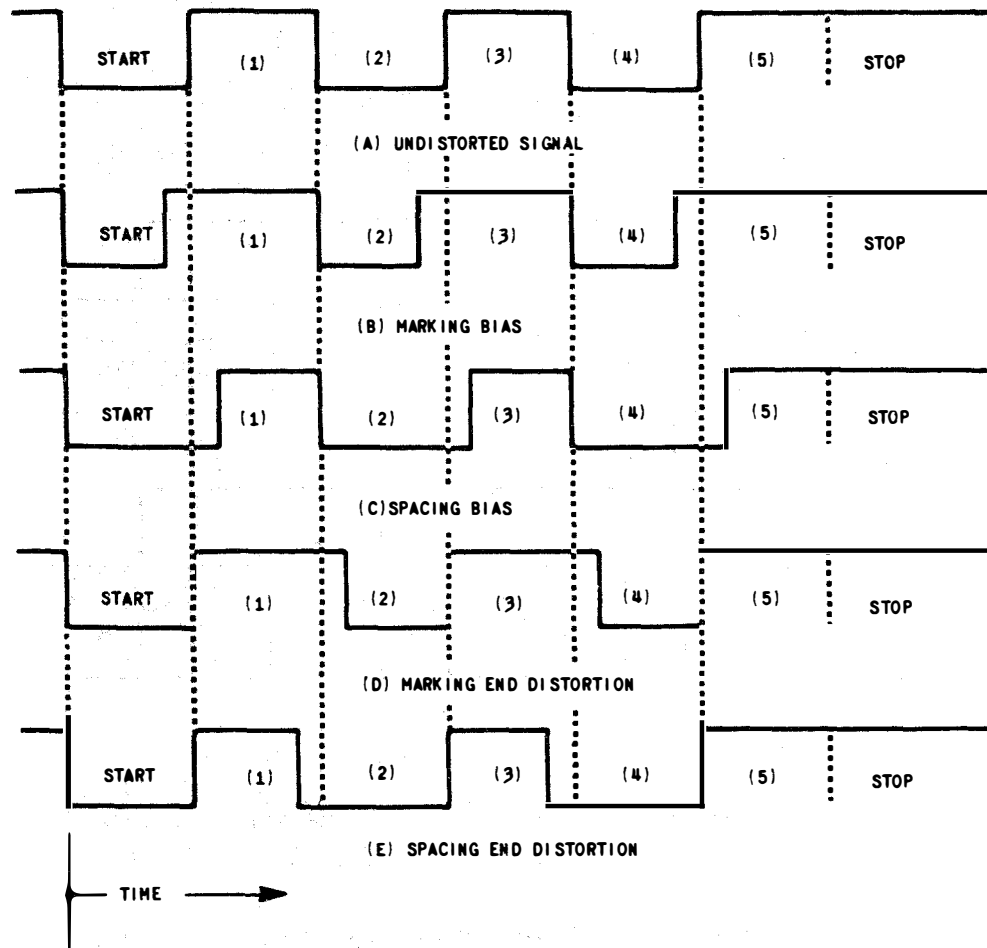 START (1) (2) (3) (4) (5) STOP
(A) UNDISTORTED SIGNAL
START (1) (2) (3) (4) (5) STOP
(B) MARKING BIAS
START (1) (2) (3) (4) (5) STOP
(C)SPACING BIAS
START (1) (2) (3) (4) (5) STOP
(D) MARKING END DISTORTION
START (1) (2) (3) (4) (5) STOP
(E) SPACING END DISTORTION
TIME